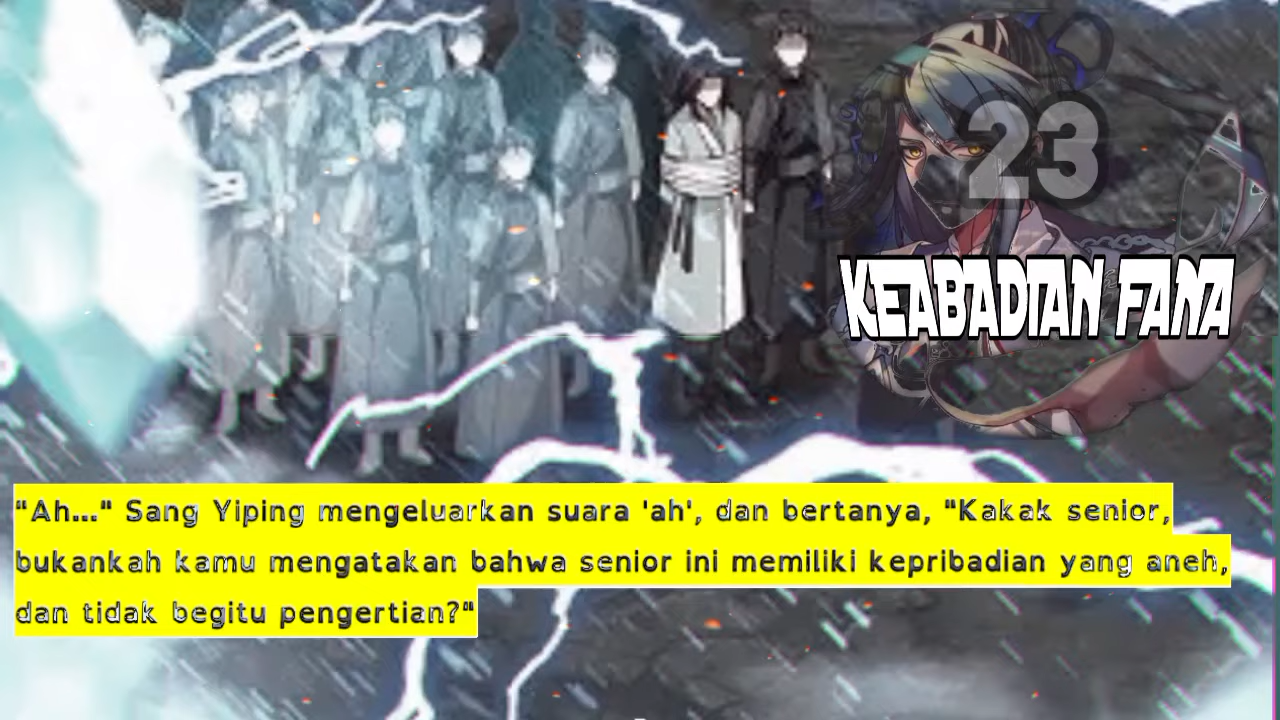 23
KEABADIAN FANA
"Ah..." Sang Yiping mengeluarkan suara 'ah', dan bertanya, "Kakak senior,
bukankah kamu mengatakan bahwa senior ini memiliki kepribadian yang aneh,
dan tidak begitu pengertian?"